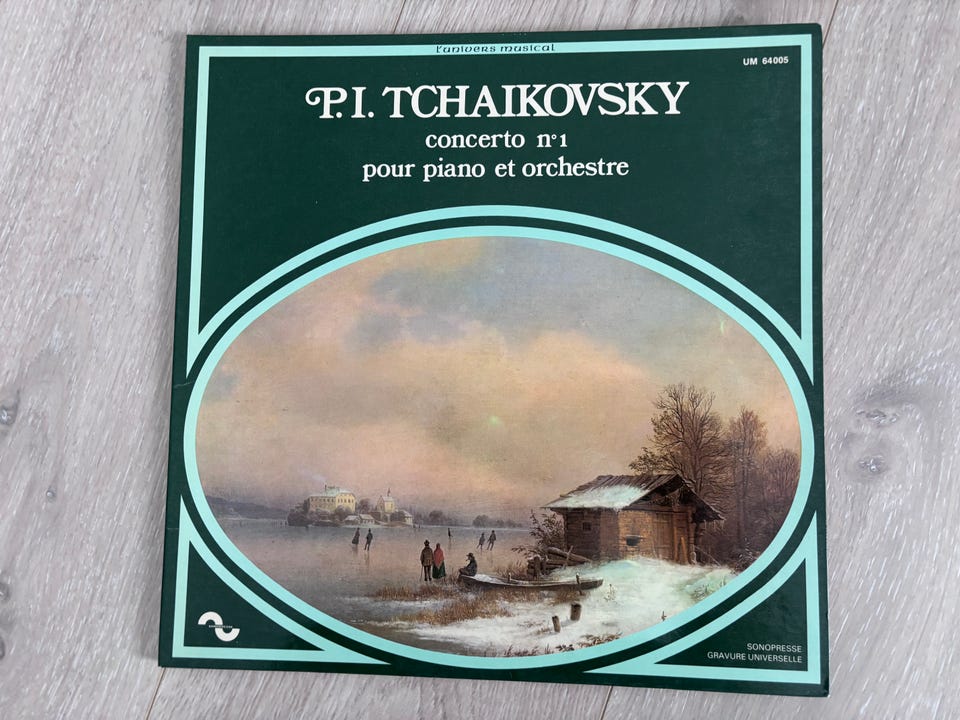 l'univers musical
UM 64005
P.I. TCHAIKOVSKY
concerto n°1
pour piano et orchestre
SONOPRESSE
GRAVURE UNIVERSELLE